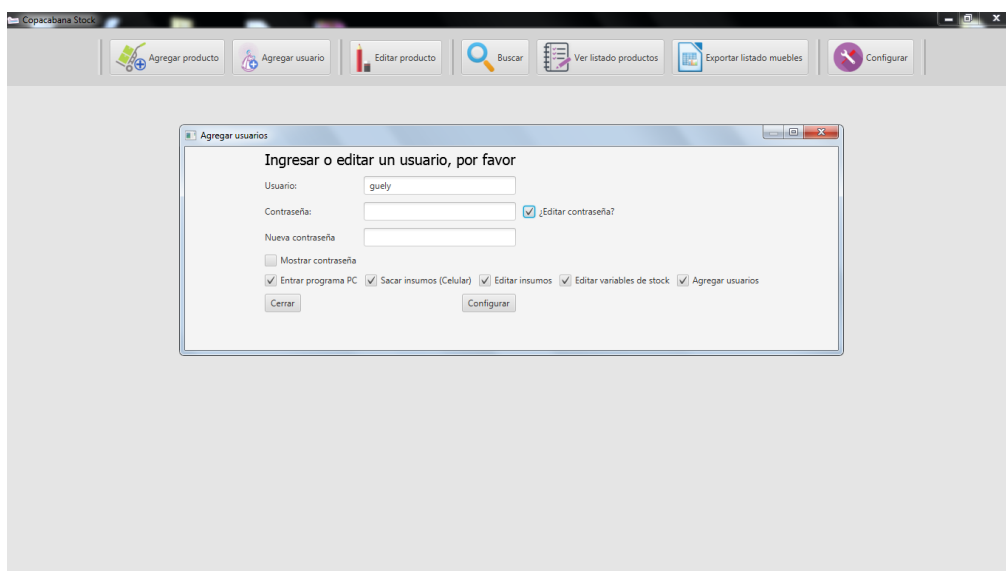 Copacabana Stock
Agregar producto Agregar usuario Editar producto Buscar Ver listado productos Exportar listado muebles Configurar
Agregar usuarios
Ingresar o editar un usuario, por favor
Usuario: guely
Contraseña: ¿Editar contraseña?
Nueva contraseña
Mostrar contraseña
Entrar programa PC Sacar insumos (Celular) Editar insumos Editar variables de stock Agregar usuarios
Cerrar Configurar